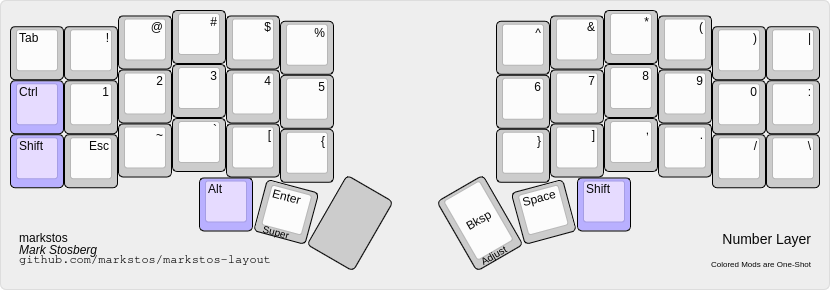 Tab ! @ # $ % ^ & * ( ) |
Ctrl 1 2 3 4 5 6 7 8 9 0 :
Shift Esc ~ ` [ { } ] , . / \
Alt Enter Super Bksp Adjust Space Shift
markstos
Mark Stosberg
github.com/markstos/markstos-layout
Number Layer
Colored Mods are One-Shot